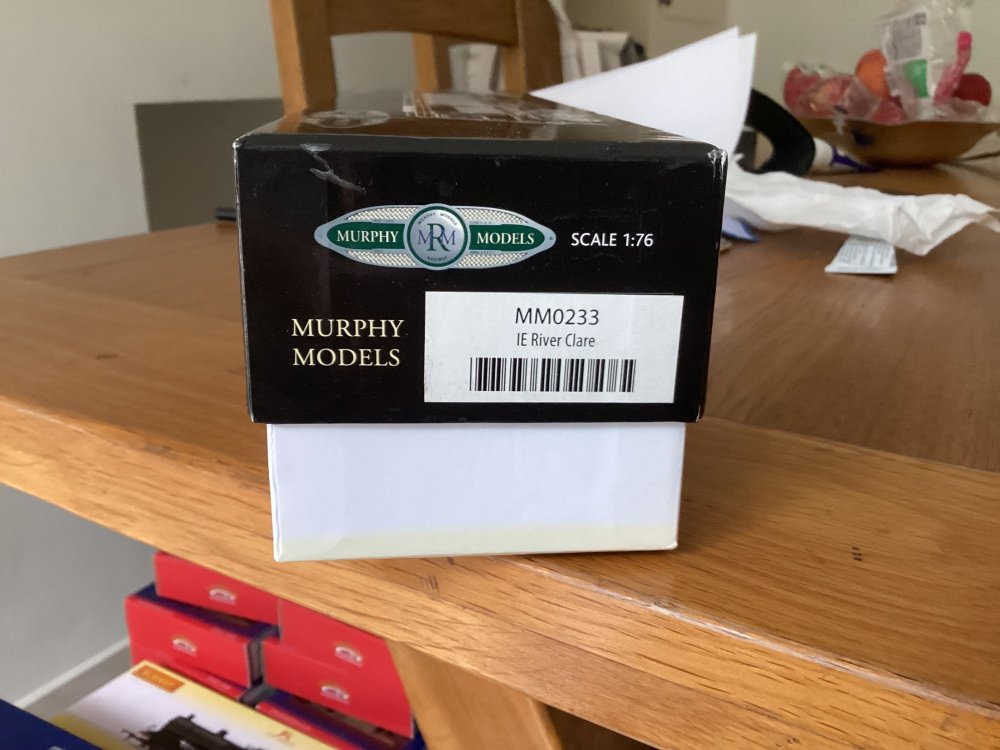 MURPHY MRM MODELS
SCALE 1:76
MURPHY
MODELS
MM0233
IE River Clare